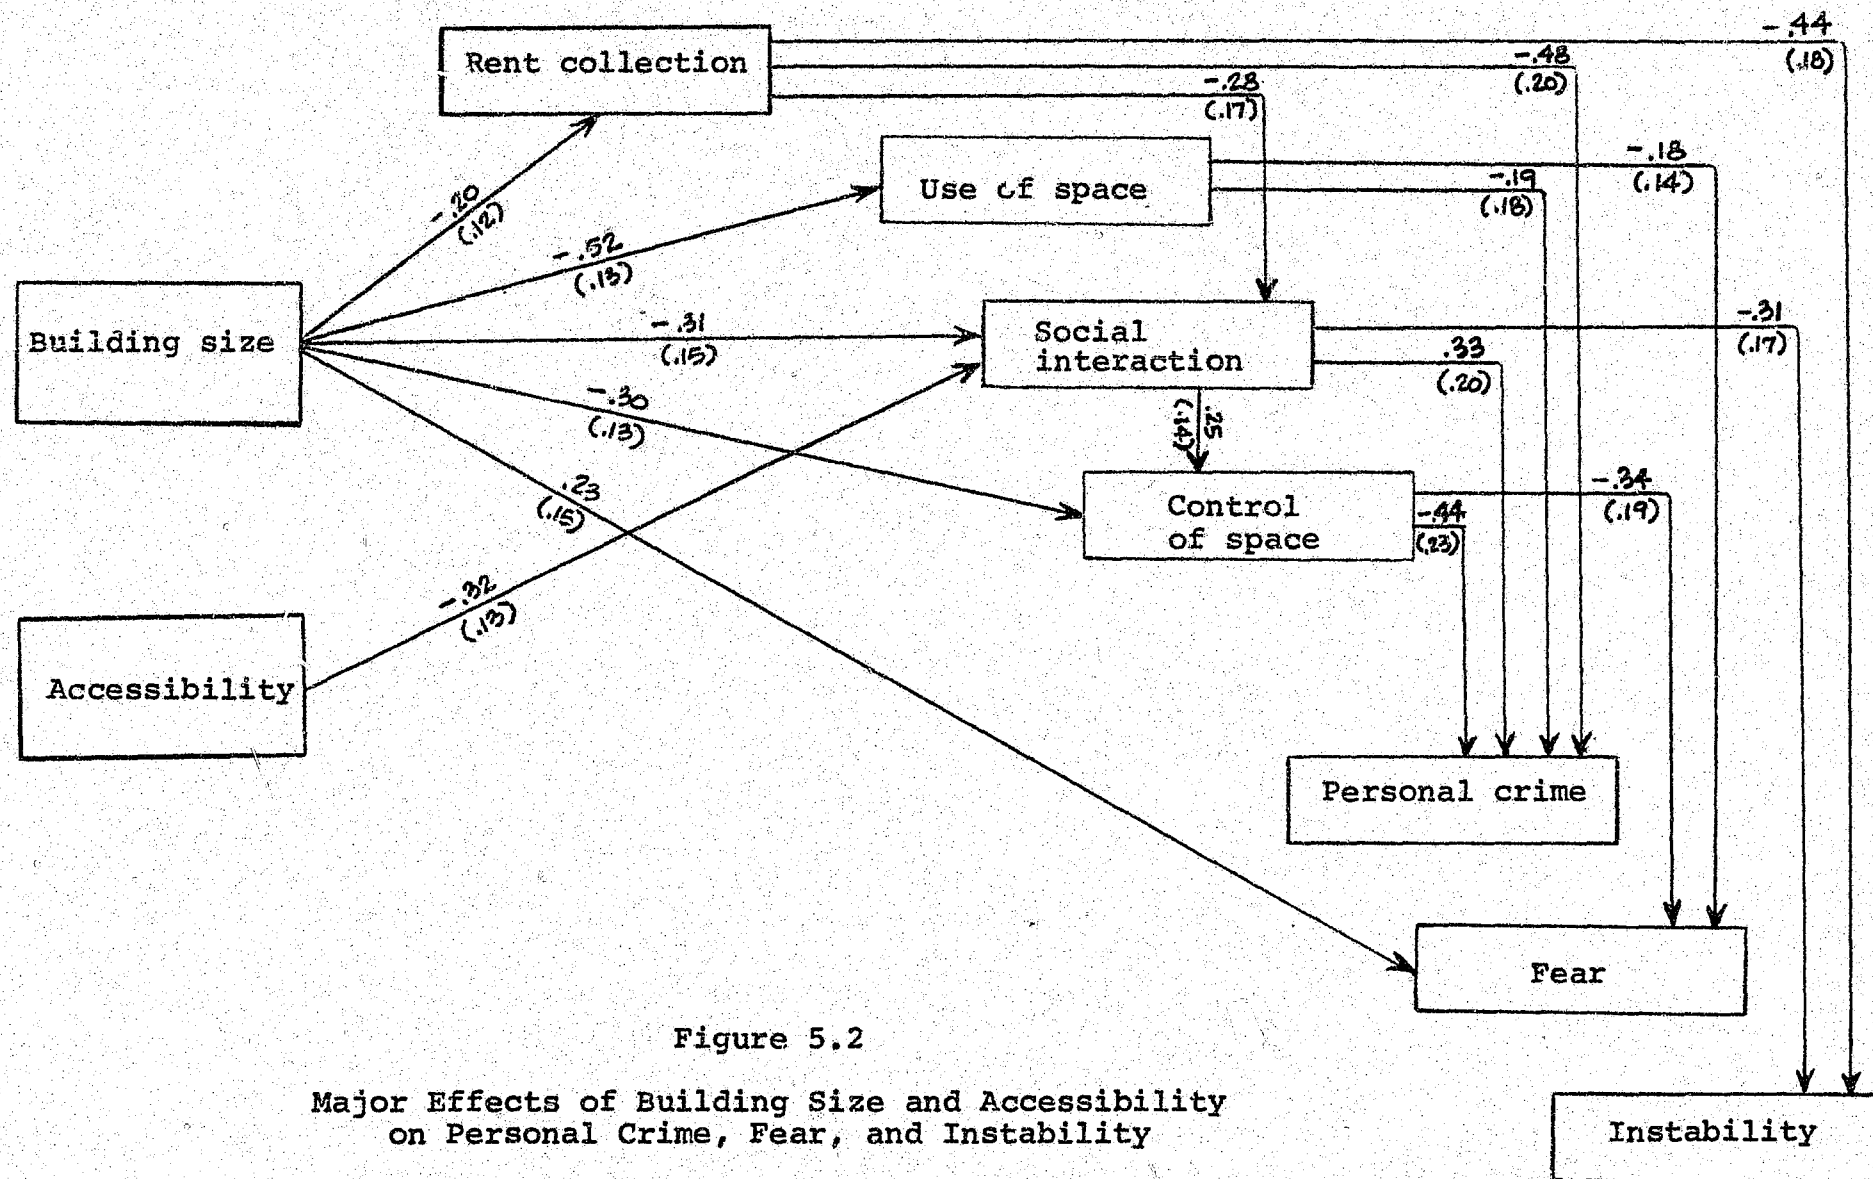 -.44
(.18)
Rent collection
-.48
(.20)
-.28
(.17)
-.18
(.14)
Use of space
-.19
(.18)
-.20
(.12)
-.52
(.13)
Building size
-.31
(.15)
Social
interaction
-.31
(.17)
.33
(.20)
-.30
(.13)
.25
(.14)
.23
(.15)
Control
of space
-.34
(.19)
-.44
(.23)
-.32
(.13)
Accessibility
Personal crime
Fear
Figure 5.2
Major Effects of Building Size and Accessibility
on Personal Crime, Fear, and Instability
Instability